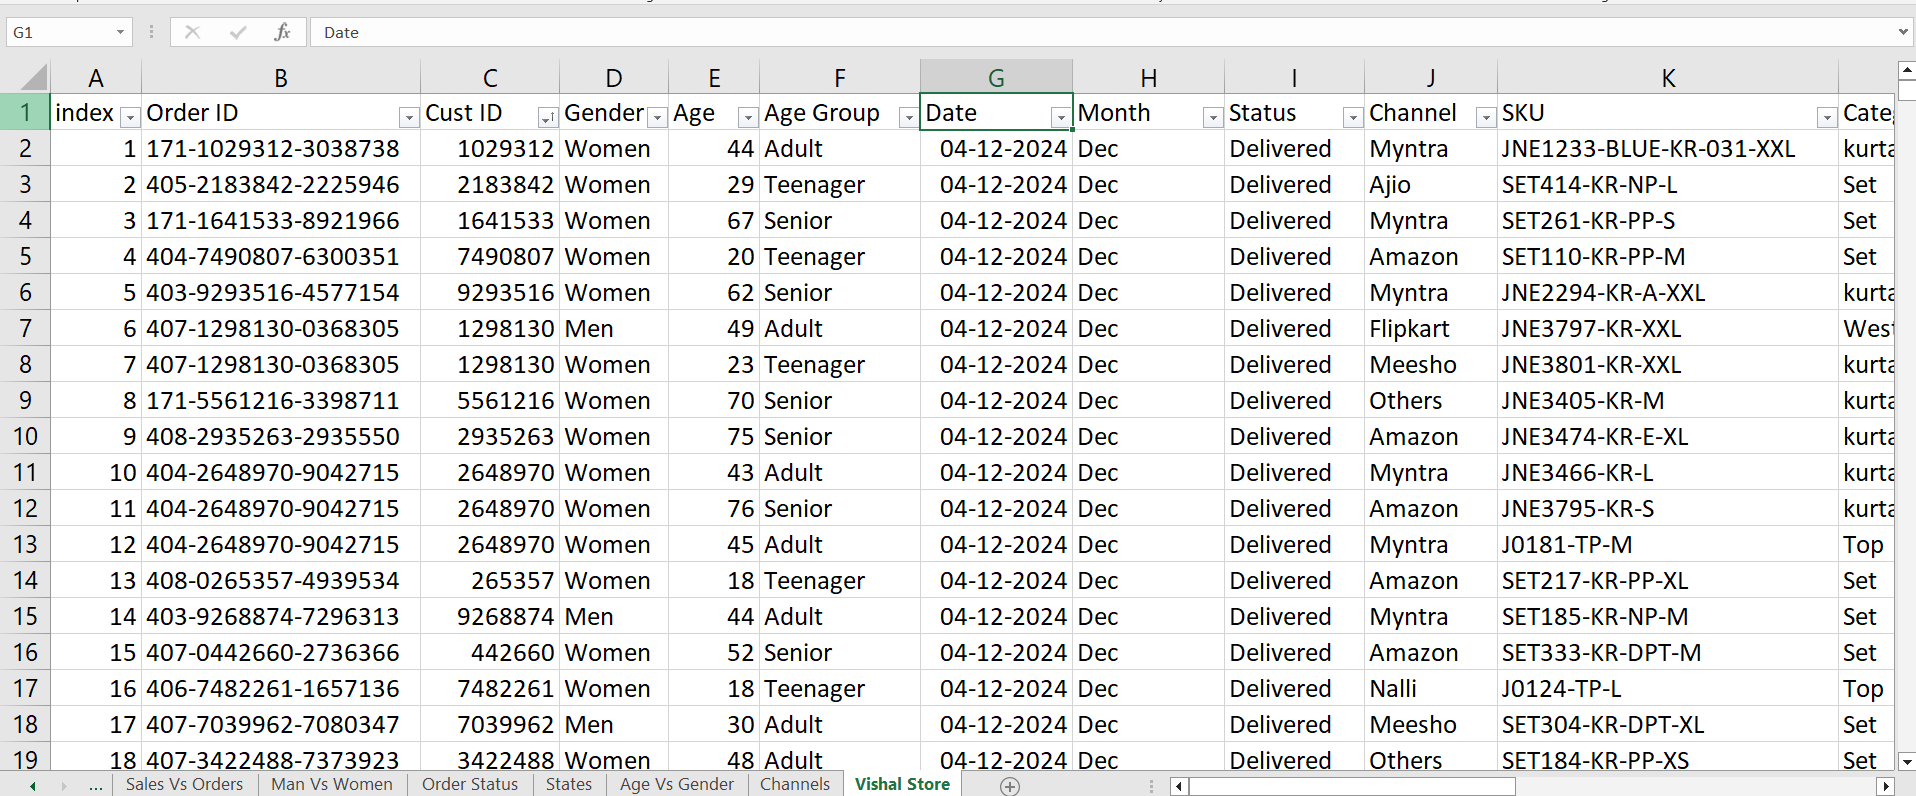 G1 fx Date
A B C D E F G H I J K
1 index Order ID Cust ID Gender Age Age Group Date Month Status Channel SKU
2 1 171-1029312-3038738 1029312 Women 44 Adult 04-12-2024 Dec Delivered Myntra JNE1233-BLUE-KR-031-XXL kurta
3 2 405-2183842-2225946 2183842 Women 29 Teenager 04-12-2024 Dec Delivered Ajio SET414-KR-NP-L Set
4 3 171-1641533-8921966 1641533 Women 67 Senior 04-12-2024 Dec Delivered Myntra SET261-KR-PP-S Set
5 4 404-7490807-6300351 7490807 Women 20 Teenager 04-12-2024 Dec Delivered Amazon SET110-KR-PP-M Set
6 5 403-9293516-4577154 9293516 Women 62 Senior 04-12-2024 Dec Delivered Myntra JNE2294-KR-A-XXL kurta
7 6 407-1298130-0368305 1298130 Men 49 Adult 04-12-2024 Dec Delivered Flipkart JNE3797-KR-XXL West
8 7 407-1298130-0368305 1298130 Women 23 Teenager 04-12-2024 Dec Delivered Meesho JNE3801-KR-XXL kurta
9 8 171-5561216-3398711 5561216 Women 70 Senior 04-12-2024 Dec Delivered Others JNE3405-KR-M kurta
10 9 408-2935263-2935550 2935263 Women 75 Senior 04-12-2024 Dec Delivered Amazon JNE3474-KR-E-XL kurta
11 10 404-2648970-9042715 2648970 Women 43 Adult 04-12-2024 Dec Delivered Myntra JNE3466-KR-L kurta
12 11 404-2648970-9042715 2648970 Women 76 Senior 04-12-2024 Dec Delivered Amazon JNE3795-KR-S kurta
13 12 404-2648970-9042715 2648970 Women 45 Adult 04-12-2024 Dec Delivered Myntra J0181-TP-M Top
14 13 408-0265357-4939534 265357 Women 18 Teenager 04-12-2024 Dec Delivered Amazon SET217-KR-PP-XL Set
15 14 403-9268874-7296313 9268874 Men 44 Adult 04-12-2024 Dec Delivered Myntra SET185-KR-NP-M Set
16 15 407-0442660-2736366 442660 Women 52 Senior 04-12-2024 Dec Delivered Amazon SET333-KR-DPT-M Set
17 16 406-7482261-1657136 7482261 Women 18 Teenager 04-12-2024 Dec Delivered Nalli J0124-TP-L Top
18 17 407-7039962-7080347 7039962 Men 30 Adult 04-12-2024 Dec Delivered Meesho SET304-KR-DPT-XL Set
19 18 407-3422488-7373923 3422488 Women 48 Adult 04-12-2024 Dec Delivered Others SET184-KR-PP-XS Set
... Sales Vs Orders Man Vs Women Order Status States Age Vs Gender Channels Vishal Store